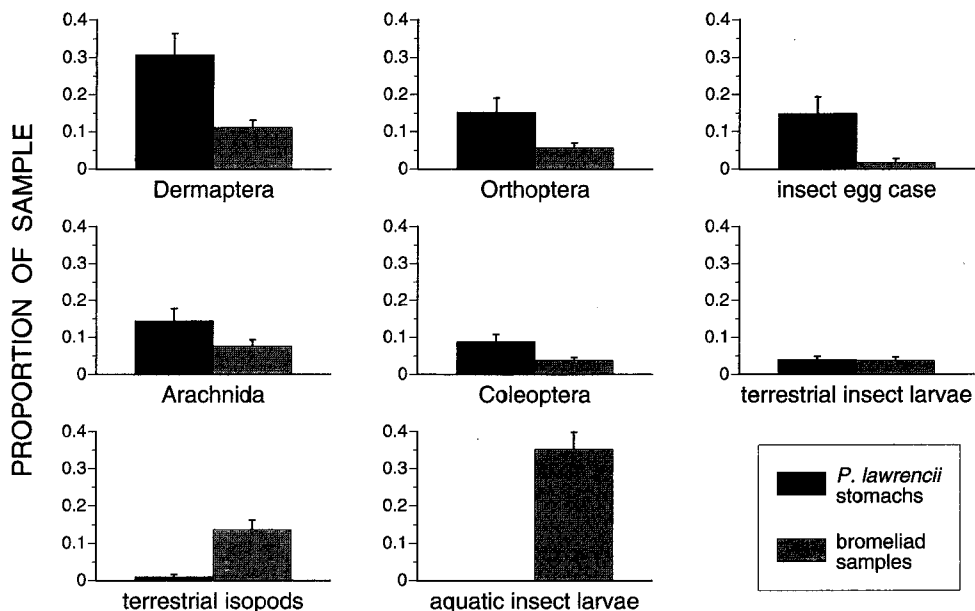 PROPORTION OF SAMPLE
0.4 0.4 0.4
0.3 0.3 0.3
0.2 0.2 0.2
0.1 0.1 0.1
0 0 0
Dermaptera Orthoptera insect egg case
0.4 0.4 0.4
0.3 0.3 0.3
0.2 0.2 0.2
0.1 0.1 0.1
0 0 0
Arachnida Coleoptera terrestrial insect larvae
0.4 0.4
0.3 0.3
0.2 0.2
0.1 0.1
0 0
terrestrial isopods aquatic insect larvae
P. lawrencii
stomachs
bromeliad
samples